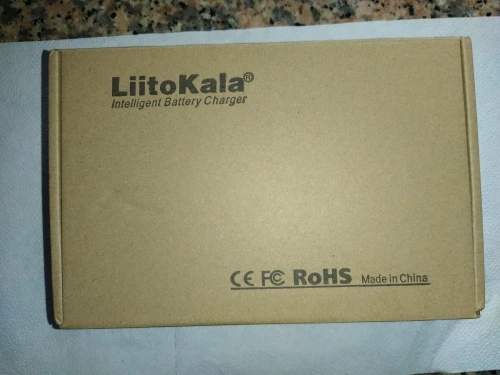 LiitoKala®
Intelligent Battery Charger
CE FC RoHS Made in China